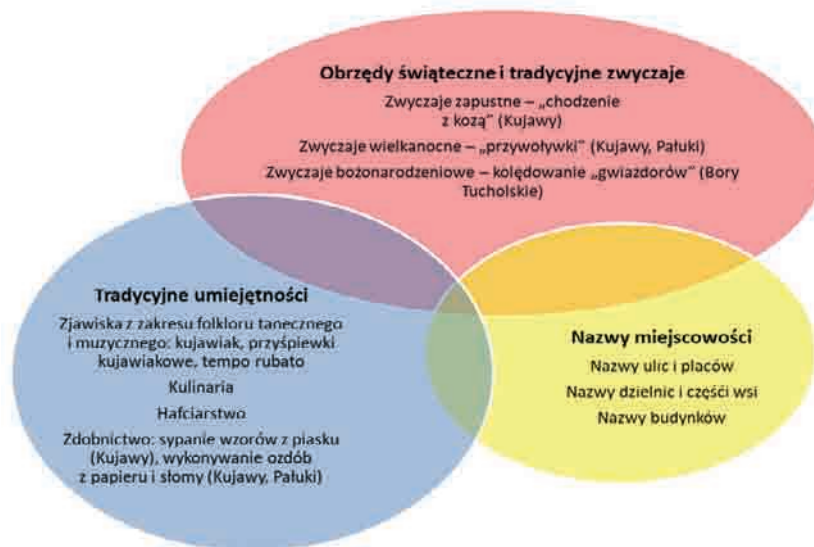 Obrzędy świąteczne i tradycyjne zwyczaje
Zwyczaje zapustne – „chodzenie
z kozą” (Kujawy)
Zwyczaje wielkanocne – „przywoływki” (Kujawy, Pałuki)
Zwyczaje bożonarodzeniowe – kolędowanie „gwiazdorów” (Bory
Tucholskie)
Tradycyjne umiejętności
Zjawiska z zakresu folkloru tanecznego
i muzycznego: kujawiak, przyśpiewki
kujawiakowe, tempo rubato
Kulinaria
Hafciarstwo
Zdobnictwo: sypanie wzorów z piasku
(Kujawy), wykonywanie ozdób
z papieru i słomy (Kujawy, Pałuki)
Nazwy miejscowości
Nazwy ulic i placów
Nazwy dzielnic i części wsi
Nazwy budynków